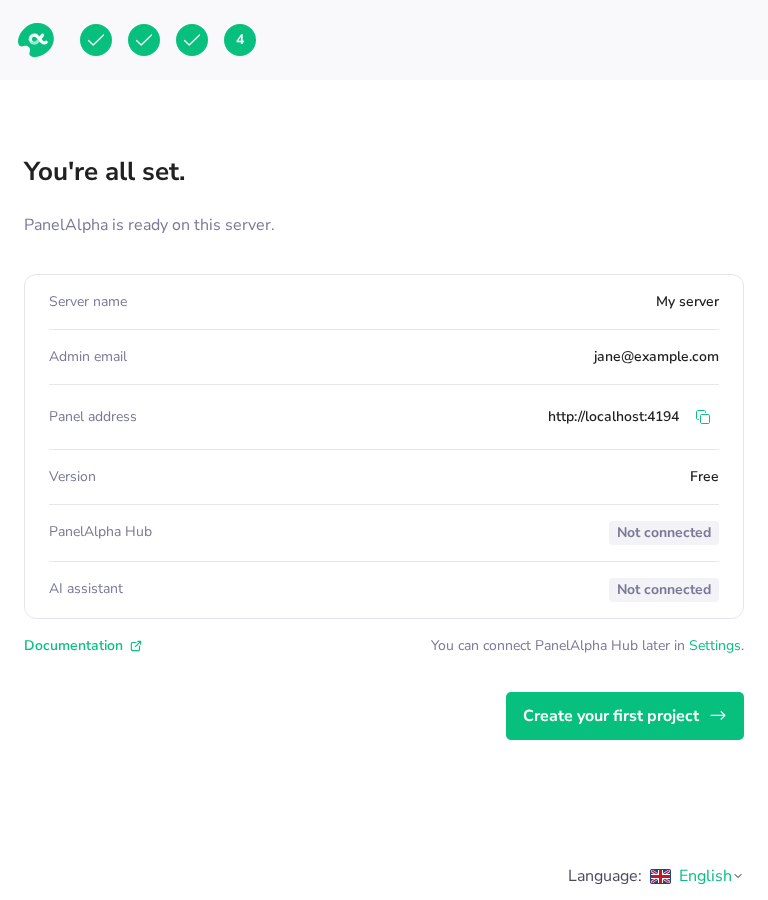 4
You're all set.
PanelAlpha is ready on this server.
Server name My server
Admin email jane@example.com
Panel address http://localhost:4194
Version Free
PanelAlpha Hub Not connected
AI assistant Not connected
Documentation You can connect PanelAlpha Hub later in Settings.
Create your first project
Language: English